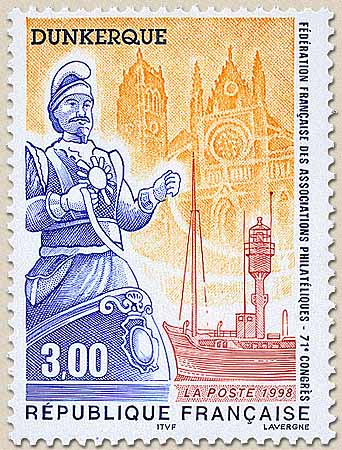 DUNKERQUE
FÉDÉRATION FRANÇAISE DES ASSOCIATIONS PHILATÉLIQUES - 71e CONGRÈS
3,00
LA POSTE 1998
RÉPUBLIQUE FRANÇAISE
ITVF LAVERGNE